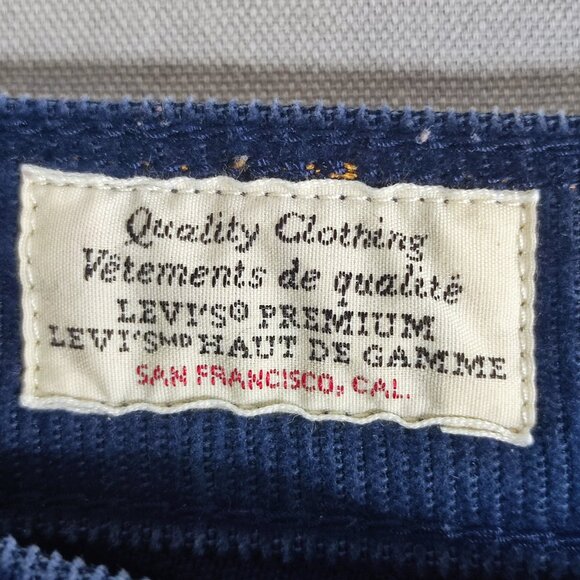 Quality Clothing
Vêtements de qualité
LEVI'S® PREMIUM
LEVI'S MD HAUT DE GAMME
SAN FRANCISCO, CAL.